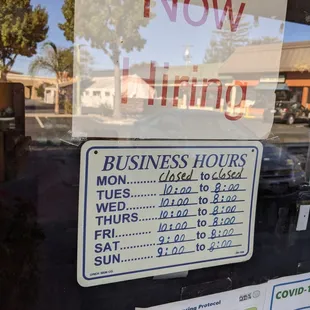 Now
Hiring
BUSINESS HOURS
MON.......... closed to closed
TUES.......... 10:00 to 8:00
WED.......... 10:00 to 8:00
THURS....... 10:00 to 8:00
FRI............. 10:00 to 8:00
SAT............ 9:00 to 8:00
SUN........... 9:00 to 8:00
COVID-1
Protocol